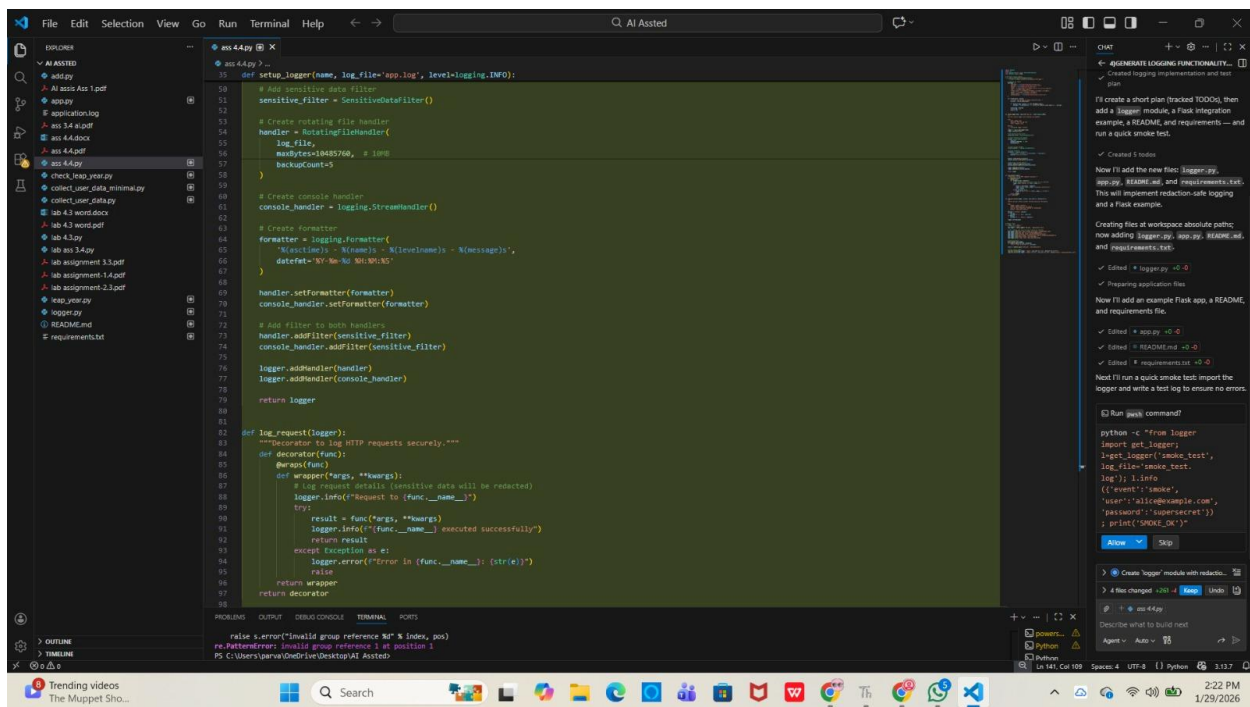 File Edit Selection View Go Run Terminal Help
AI Assted
EXPLORER
AI ASSTED
add.py
AI assis Ass 1.pdf
app.py
application.log
ass 3.4 ai.pdf
ass 4.4.docx
ass 4.4.pdf
ass 4.4.py
check_leap_year.py
collect_user_data_minimal.py
collect_user_data.py
lab 4.3 word.docx
lab 4.3 word.pdf
lab 4.3.py
lab ass 3.4.py
lab assignment 3.3.pdf
lab assignment-1.4.pdf
lab assignment-2.3.pdf
leap_year.py
logger.py
README.md
requirements.txt
OUTLINE
TIMELINE
ass 4.4.py
ass 4.4.py > ...
35 def setup_logger(name, log_file='app.log', level=logging.INFO):
50 # Add sensitive data filter
51 sensitive_filter = SensitiveDataFilter()
52
53 # Create rotating file handler
54 handler = RotatingFileHandler(
55 log_file,
56 maxBytes=10485760, # 10MB
57 backupCount=5
58 )
59
60 # Create console handler
61 console_handler = logging.StreamHandler()
62
63 # Create formatter
64 formatter = logging.Formatter(
65 '%(asctime)s - %(name)s - %(levelname)s - %(message)s',
66 datefmt='%Y-%m-%d %H:%M:%S'
67 )
68
69 handler.setFormatter(formatter)
70 console_handler.setFormatter(formatter)
71
72 # Add filter to both handlers
73 handler.addFilter(sensitive_filter)
74 console_handler.addFilter(sensitive_filter)
75
76 logger.addHandler(handler)
77 logger.addHandler(console_handler)
78
79 return logger
80
81
82 def log_request(logger):
83 """Decorator to log HTTP requests securely."""
84 def decorator(func):
85 @wraps(func)
86 def wrapper(*args, **kwargs):
87 # Log request details (sensitive data will be redacted)
88 logger.info(f"Request to {func.__name__}")
89 try:
90 result = func(*args, **kwargs)
91 logger.info(f"{func.__name__} executed successfully")
92 return result
93 except Exception as e:
94 logger.error(f"Error in {func.__name__}: {str(e)}")
95 raise
96 return wrapper
97 return decorator
98
PROBLEMS OUTPUT DEBUG CONSOLE TERMINAL PORTS
raise s.error("invalid group reference %d" % index, pos)
re.PatternError: invalid group reference 1 at position 1
PS C:\Users\parva\OneDrive\Desktop\AI Assted>
powers...
Python
Python
CHAT
4)GENERATE LOGGING FUNCTIONALITY...
Created logging implementation and test
plan
I'll create a short plan (tracked TODOs), then
add a logger module, a Flask integration
example, a README, and requirements — and
run a quick smoke test.
Created 5 todos
Now I'll add the new files: logger.py,
app.py, README.md, and requirements.txt.
This will implement redaction-safe logging
and a Flask example.
Creating files at workspace absolute paths;
now adding logger.py, app.py, README.md,
and requirements.txt.
Edited logger.py +0 -0
Preparing application files
Now I'll add an example Flask app, a README,
and requirements file.
Edited app.py +0 -0
Edited README.md +0 -0
Edited requirements.txt +0 -0
Next I'll run a quick smoke test: import the
logger and write a test log to ensure no errors.
Run pwsh command?
python -c "from logger
import get_logger;
l=get_logger('smoke_test',
log_file='smoke_test.
log'); l.info
({'event':'smoke',
'user':'alice@example.com',
'password':'supersecret'})
; print('SMOKE_OK')"
Allow Skip
Create 'logger' module with redactio...
4 files changed +261 -4 Keep Undo
ass 4.4.py
Describe what to build next
Agent Auto
0 0
Ln 141, Col 109 Spaces: 4 UTF-8 {} Python 3.13.7
8
Trending videos
The Muppet Sho...
Search
2:22 PM
1/29/2026